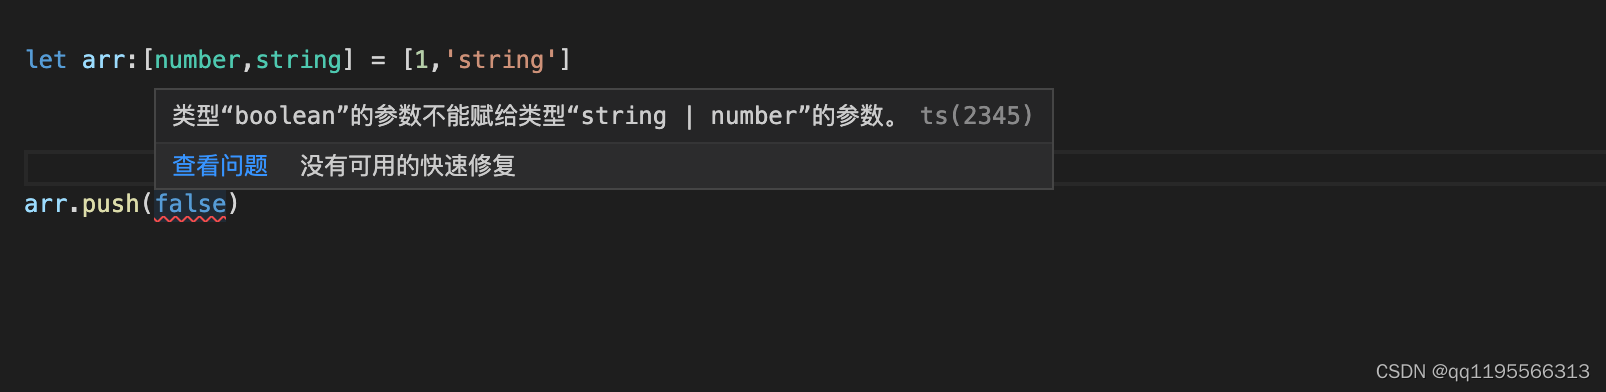 let arr:[number,string] = [1,'string']
类型“boolean”的参数不能赋给类型“string | number”的参数。 ts(2345)
查看问题 没有可用的快速修复
arr.push(false)
CSDN @qq1195566313